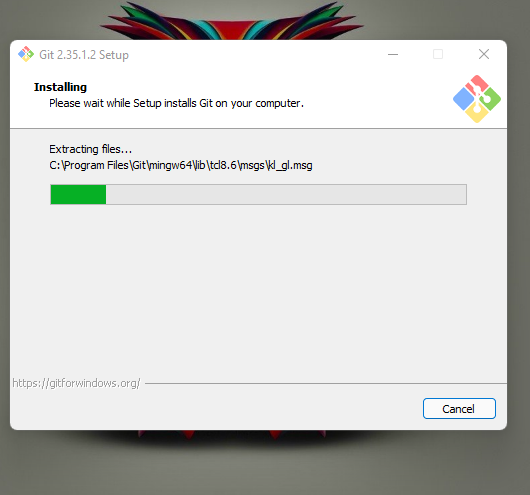 Git 2.35.1.2 Setup
Installing
Please wait while Setup installs Git on your computer.
Extracting files...
C:\Program Files\Git\mingw64\lib\tcl8.6\msgs\kl_gl.msg
https://gitforwindows.org/
Cancel